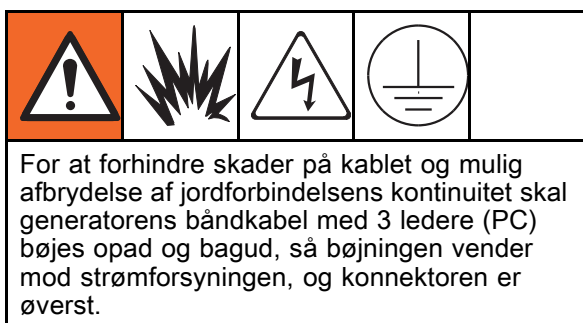 For at forhindre skader på kablet og mulig
afbrydelse af jordforbindelsens kontinuitet skal
generatorens båndkabel med 3 ledere (PC)
bøjes opad og bagud, så bøjningen vender
mod strømforsyningen, og konnektoren er
øverst.